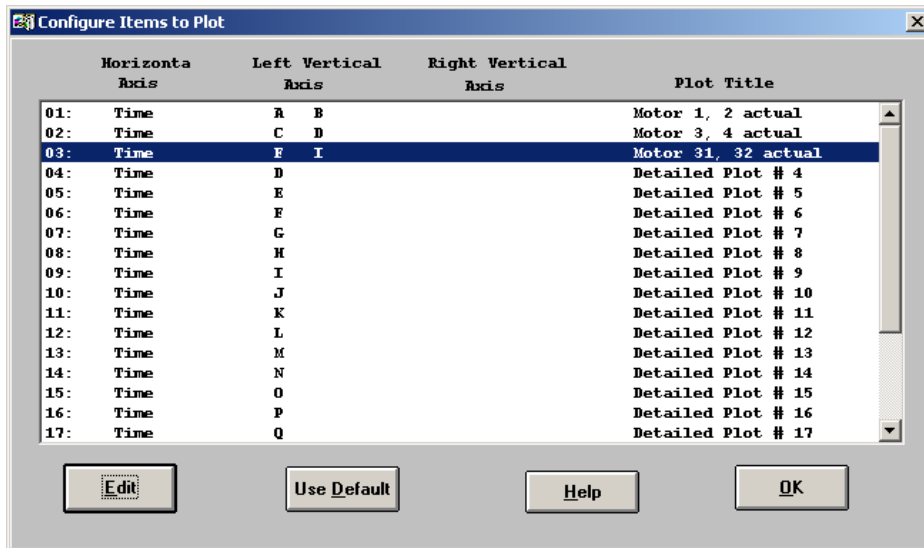 Configure Items to Plot
Horizonta Left Vertical Right Vertical
Axis Axis Axis Plot Title
01: Time A B Motor 1, 2 actual
02: Time C D Motor 3, 4 actual
03: Time F I Motor 31, 32 actual
04: Time D Detailed Plot # 4
05: Time E Detailed Plot # 5
06: Time F Detailed Plot # 6
07: Time G Detailed Plot # 7
08: Time H Detailed Plot # 8
09: Time I Detailed Plot # 9
10: Time J Detailed Plot # 10
11: Time K Detailed Plot # 11
12: Time L Detailed Plot # 12
13: Time M Detailed Plot # 13
14: Time N Detailed Plot # 14
15: Time O Detailed Plot # 15
16: Time P Detailed Plot # 16
17: Time Q Detailed Plot # 17
Edit Use Default Help OK